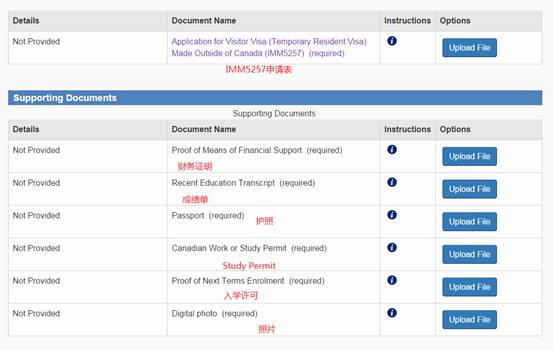 Details Document Name Instructions Options
Not Provided Application for Visitor Visa (Temporary Resident Visa) Upload File
Made Outside of Canada (IMM5257) (required)
IMM5257申请表
Supporting Documents
Supporting Documents
Details Document Name Instructions Options
Not Provided Proof of Means of Financial Support (required) Upload File
财务证明
Not Provided Recent Education Transcript (required) Upload File
成绩单
Not Provided Passport (required) 护照 Upload File
Not Provided Canadian Work or Study Permit (required) Upload File
Study Permit
Not Provided Proof of Next Terms Enrolment (required) Upload File
入学许可
Not Provided Digital photo (required) Upload File
照片